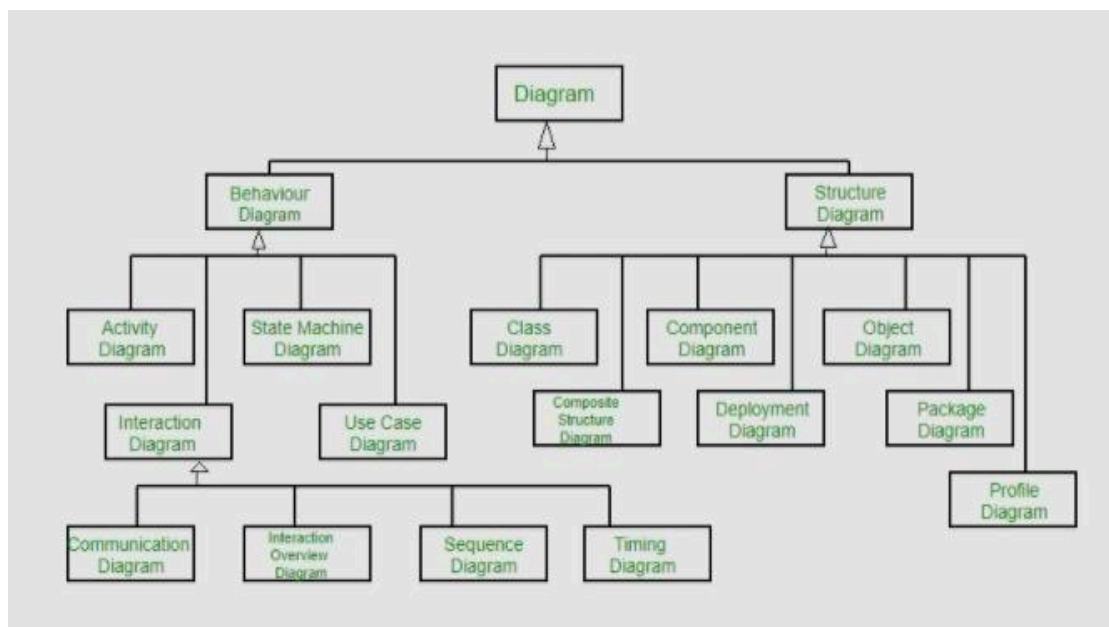 Diagram
Behaviour
Diagram
Structure
Diagram
Activity
Diagram
State Machine
Diagram
Class
Diagram
Component
Diagram
Object
Diagram
Interaction
Diagram
Use Case
Diagram
Composite
Structure
Diagram
Deployment
Diagram
Package
Diagram
Profile
Diagram
Communication
Diagram
Interaction
Overview
Diagram
Sequence
Diagram
Timing
Diagram